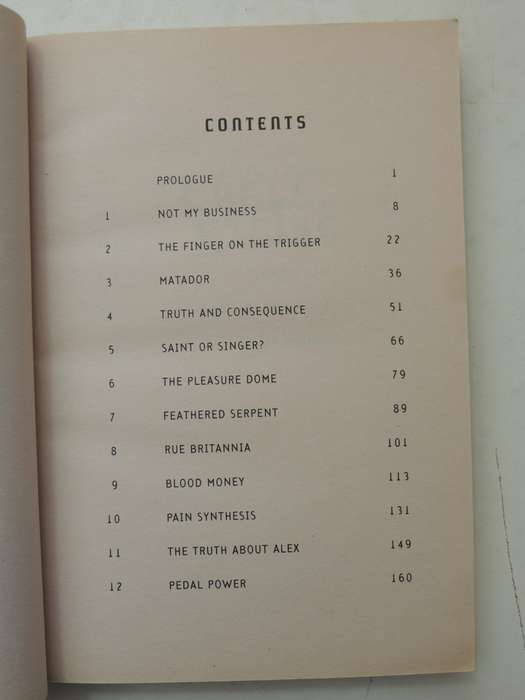 CONTENTS
PROLOGUE 1
1 NOT MY BUSINESS 8
2 THE FINGER ON THE TRIGGER 22
3 MATADOR 36
4 TRUTH AND CONSEQUENCE 51
5 SAINT OR SINGER? 66
6 THE PLEASURE DOME 79
7 FEATHERED SERPENT 89
8 RUE BRITANNIA 101
9 BLOOD MONEY 113
10 PAIN SYNTHESIS 131
11 THE TRUTH ABOUT ALEX 149
12 PEDAL POWER 160